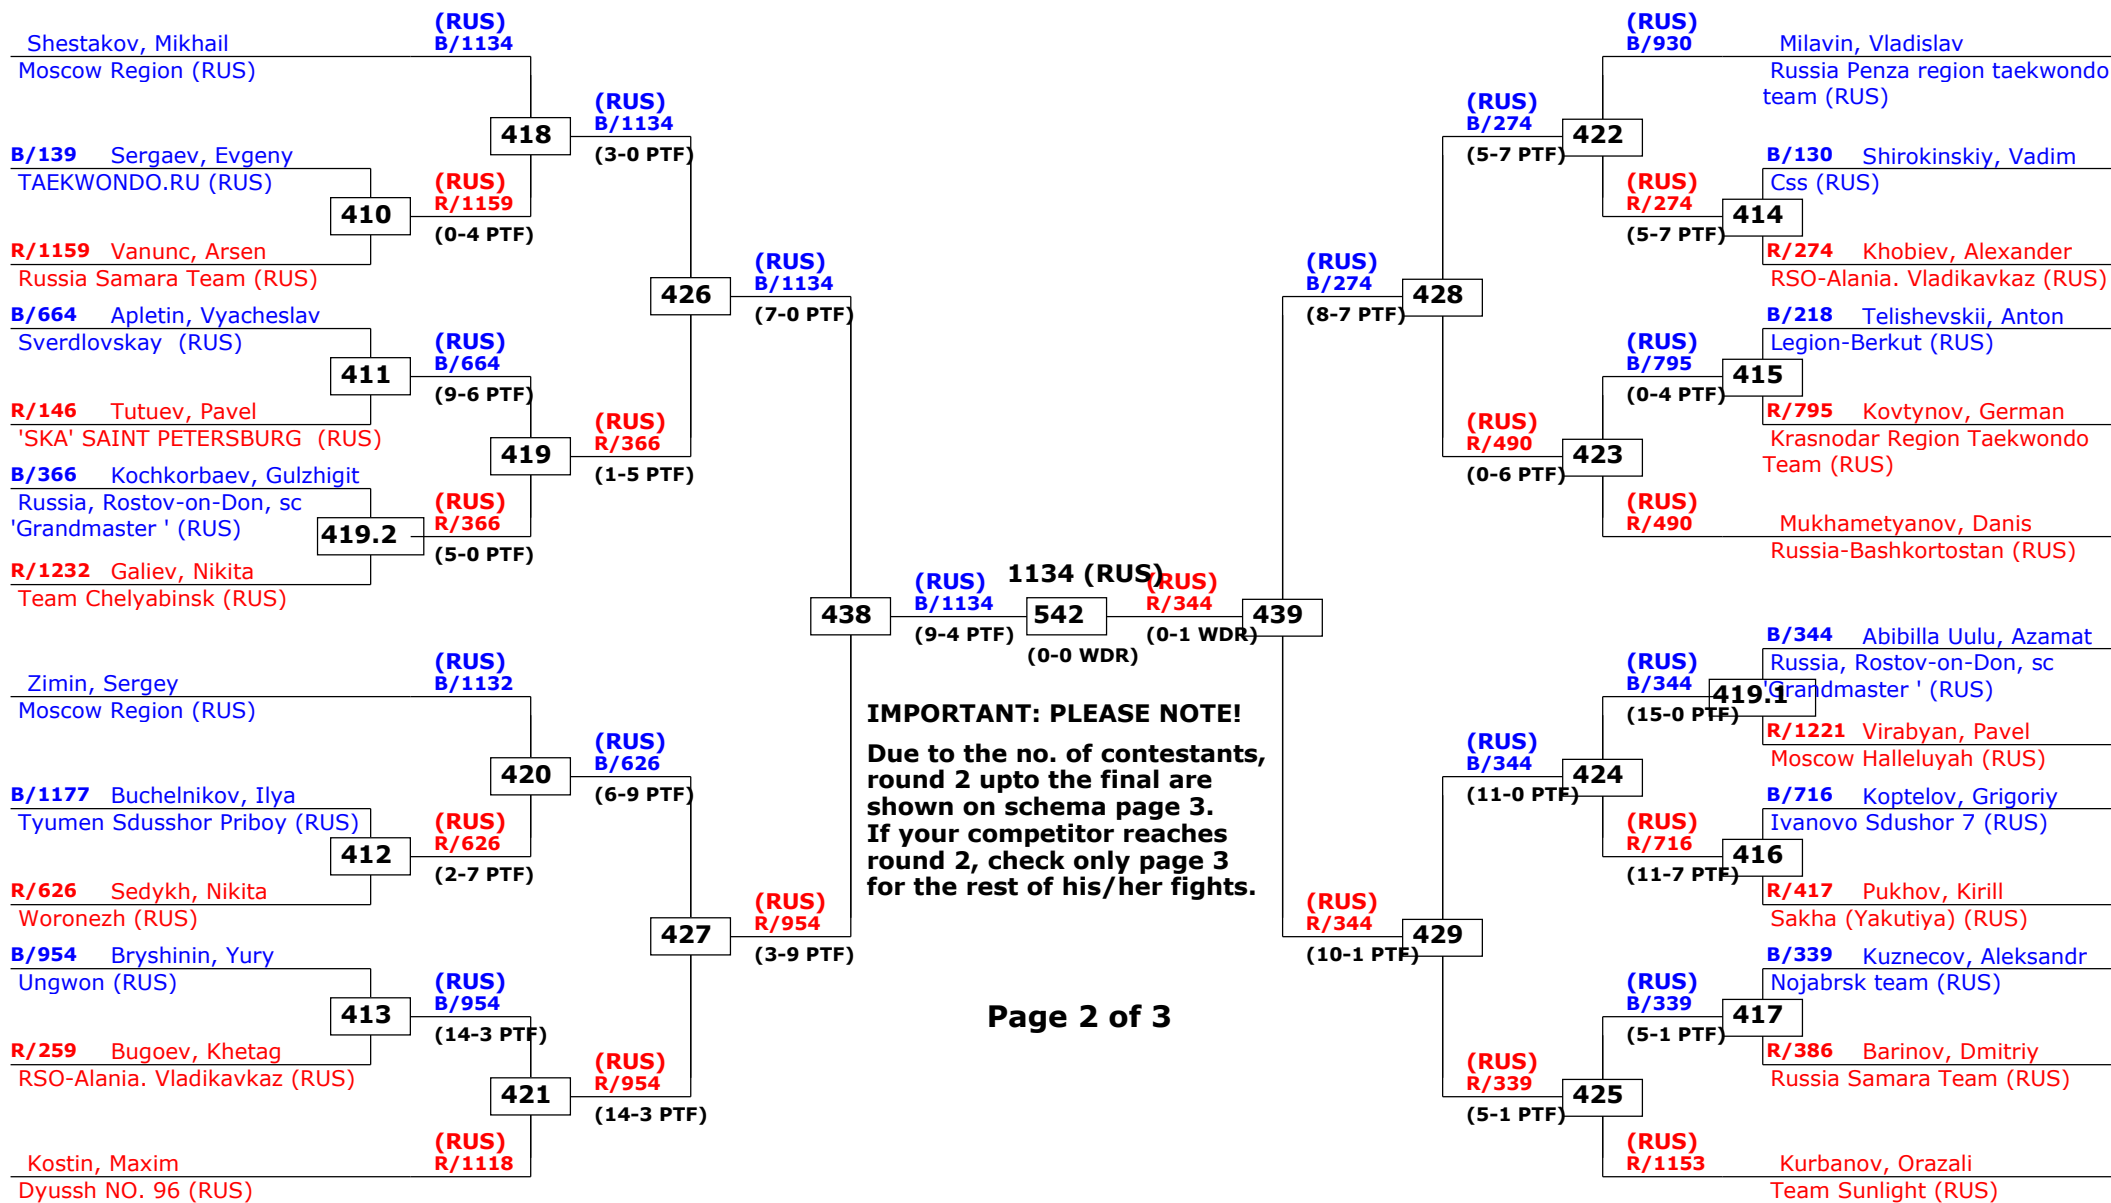 (RUS)
B/1134
Shestakov, Mikhail
Moscow Region (RUS)
(RUS)
B/1134
418
(3-0 PTF)
B/139 Sergaev, Evgeny
TAEKWONDO.RU (RUS)
(RUS)
R/1159
410
(0-4 PTF)
R/1159 Vanunc, Arsen
Russia Samara Team (RUS)
(RUS)
B/1134
426
(7-0 PTF)
B/664 Apletin, Vyacheslav
Sverdlovskay (RUS)
(RUS)
B/664
411
(9-6 PTF)
R/146 Tutuev, Pavel
'SKA' SAINT PETERSBURG (RUS)
(RUS)
R/366
419
(1-5 PTF)
B/366 Kochkorbaev, Gulzhigit
Russia, Rostov-on-Don, sc
'Grandmaster ' (RUS)
(RUS)
R/366
419.2
(5-0 PTF)
R/1232 Galiev, Nikita
Team Chelyabinsk (RUS)
438
(RUS)
B/1134
(9-4 PTF)
1134 (RUS)
542
(0-0 WDR)
(RUS)
R/344
(0-1 WDR)
439
(RUS)
B/1132
Zimin, Sergey
Moscow Region (RUS)
(RUS)
B/626
420
(6-9 PTF)
B/1177 Buchelnikov, Ilya
Tyumen Sdusshor Priboy (RUS)
(RUS)
R/626
412
(2-7 PTF)
R/626 Sedykh, Nikita
Woronezh (RUS)
(RUS)
R/954
427
(3-9 PTF)
B/954 Bryshinin, Yury
Ungwon (RUS)
(RUS)
B/954
413
(14-3 PTF)
R/259 Bugoev, Khetag
RSO-Alania. Vladikavkaz (RUS)
(RUS)
R/954
421
(14-3 PTF)
(RUS)
R/1118
Kostin, Maxim
Dyussh NO. 96 (RUS)
IMPORTANT: PLEASE NOTE!
Due to the no. of contestants,
round 2 upto the final are
shown on schema page 3.
If your competitor reaches
round 2, check only page 3
for the rest of his/her fights.
Page 2 of 3
(RUS)
B/930
Milavin, Vladislav
Russia Penza region taekwondo
team (RUS)
(RUS)
B/274
422
(5-7 PTF)
B/130 Shirokinskiy, Vadim
Css (RUS)
(RUS)
R/274
414
(5-7 PTF)
R/274 Khobiev, Alexander
RSO-Alania. Vladikavkaz (RUS)
(RUS)
B/274
428
(8-7 PTF)
B/218 Telishevskii, Anton
Legion-Berkut (RUS)
(RUS)
B/795
415
(0-4 PTF)
R/795 Kovtynov, German
Krasnodar Region Taekwondo
Team (RUS)
(RUS)
R/490
423
(0-6 PTF)
(RUS)
R/490
Mukhametyanov, Danis
Russia-Bashkortostan (RUS)
B/344 Abibilla Uulu, Azamat
Russia, Rostov-on-Don, sc
'Grandmaster ' (RUS)
(RUS)
B/344
419.1
(15-0 PTF)
R/1221 Virabyan, Pavel
Moscow Halleluyah (RUS)
(RUS)
B/344
424
(11-0 PTF)
B/716 Koptelov, Grigoriy
Ivanovo Sdushor 7 (RUS)
(RUS)
R/716
416
(11-7 PTF)
R/417 Pukhov, Kirill
Sakha (Yakutiya) (RUS)
(RUS)
R/344
429
(10-1 PTF)
B/339 Kuznecov, Aleksandr
Nojabrsk team (RUS)
(RUS)
B/339
417
(5-1 PTF)
R/386 Barinov, Dmitriy
Russia Samara Team (RUS)
(RUS)
R/339
425
(5-1 PTF)
(RUS)
R/1153
Kurbanov, Orazali
Team Sunlight (RUS)